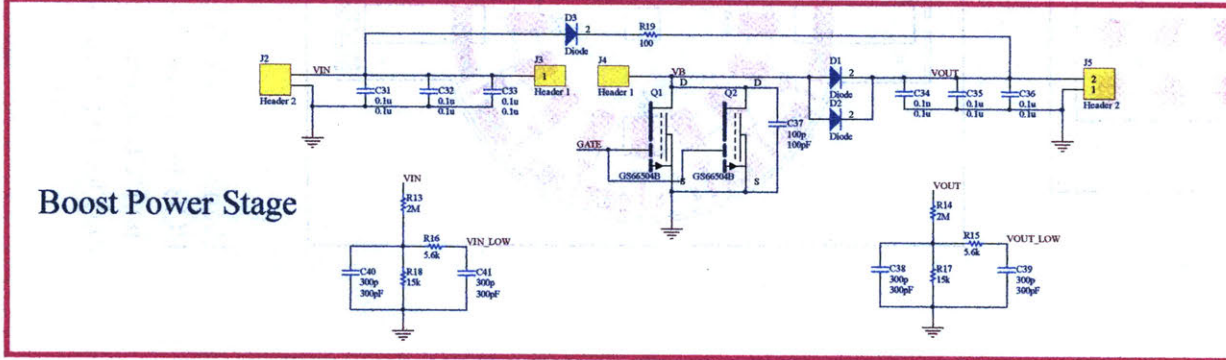 D3
2
Diode
R19
100
J2
Header 2
VIN
C31
0.1u
0.1u
C32
0.1u
0.1u
C33
0.1u
0.1u
J3
1
Header 1
J4
Header 1
VB
D
D
Q1
Q2
GATE
GS66504B
GS66504B
S
S
C37
100p
100pF
D1
2
Diode
D2
2
Diode
VOUT
C34
0.1u
0.1u
C35
0.1u
0.1u
C36
0.1u
0.1u
J5
2
1
Header 2
Boost Power Stage
VIN
R13
2M
R16
5.6k
VIN_LOW
C40
300p
300pF
R18
15k
C41
300p
300pF
VOUT
R14
2M
R15
5.6k
VOUT_LOW
C38
300p
300pF
R17
15k
C39
300p
300pF